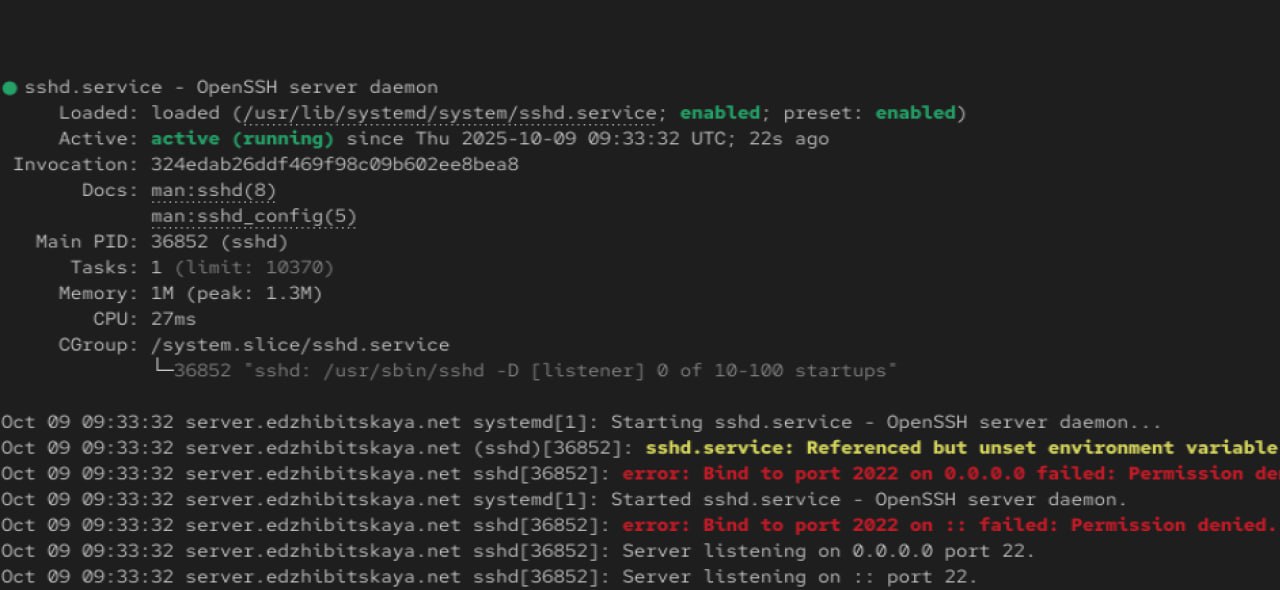 ● sshd.service - OpenSSH server daemon
Loaded: loaded (/usr/lib/systemd/system/sshd.service; enabled; preset: enabled)
Active: active (running) since Thu 2025-10-09 09:33:32 UTC; 22s ago
Invocation: 324edab26ddf469f98c09b602ee8bea8
Docs: man:sshd(8)
man:sshd_config(5)
Main PID: 36852 (sshd)
Tasks: 1 (limit: 10370)
Memory: 1M (peak: 1.3M)
CPU: 27ms
CGroup: /system.slice/sshd.service
└─36852 "sshd: /usr/sbin/sshd -D [listener] 0 of 10-100 startups"
Oct 09 09:33:32 server.edzhibitskaya.net systemd[1]: Starting sshd.service - OpenSSH server daemon...
Oct 09 09:33:32 server.edzhibitskaya.net (sshd)[36852]: sshd.service: Referenced but unset environment variable
Oct 09 09:33:32 server.edzhibitskaya.net sshd[36852]: error: Bind to port 2022 on 0.0.0.0 failed: Permission de
Oct 09 09:33:32 server.edzhibitskaya.net systemd[1]: Started sshd.service - OpenSSH server daemon.
Oct 09 09:33:32 server.edzhibitskaya.net sshd[36852]: error: Bind to port 2022 on :: failed: Permission denied.
Oct 09 09:33:32 server.edzhibitskaya.net sshd[36852]: Server listening on 0.0.0.0 port 22.
Oct 09 09:33:32 server.edzhibitskaya.net sshd[36852]: Server listening on :: port 22.